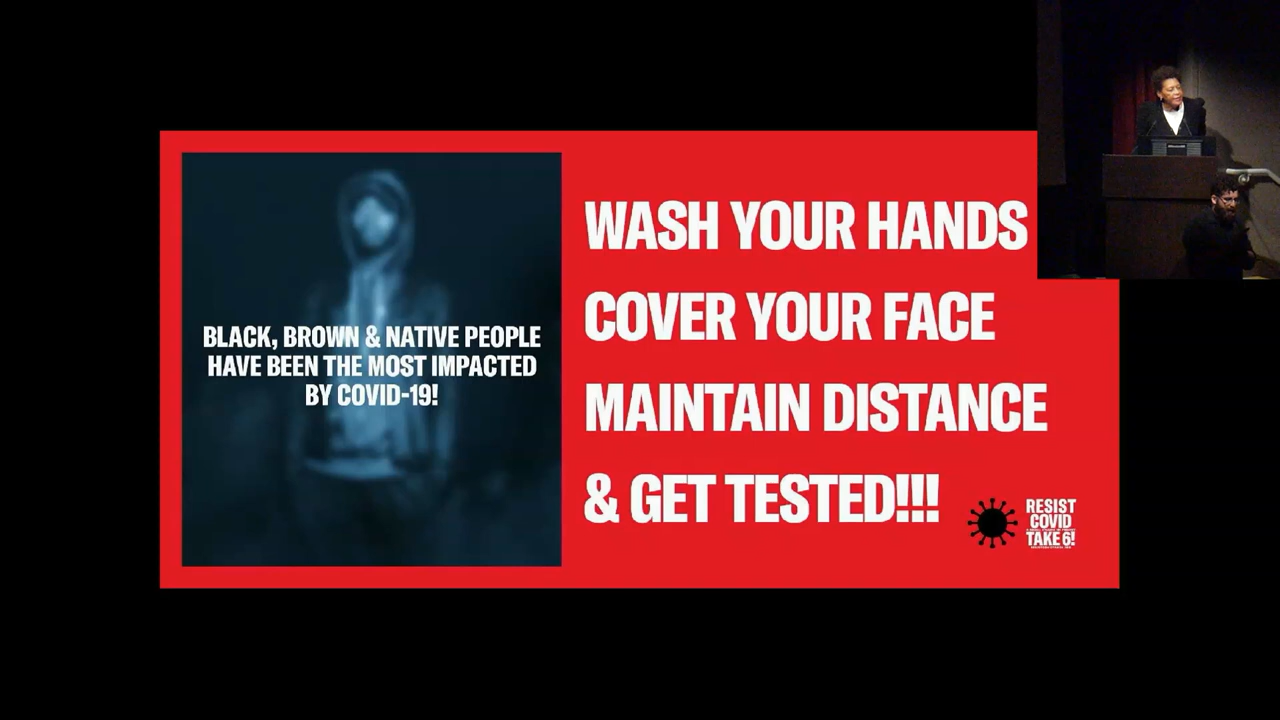 BLACK, BROWN & NATIVE PEOPLE
HAVE BEEN THE MOST IMPACTED
BY COVID-19!
WASH YOUR HANDS
COVER YOUR FACE
MAINTAIN DISTANCE
& GET TESTED!!!
RESIST
COVID
TAKE 6!